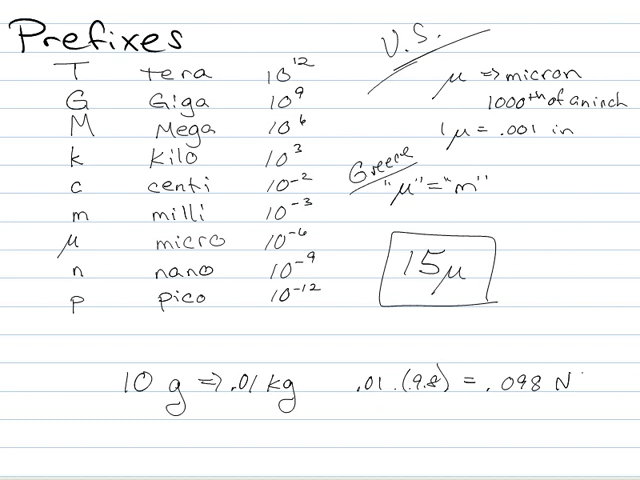 Prefixes
T tera 10^12
G Giga 10^9
M Mega 10^6
k kilo 10^3
c centi 10^-2
m milli 10^-3
μ micro 10^-6
n nano 10^-9
p pico 10^-12
U.S.
μ ⇒ micron
1000th of an inch
1μ = .001 in
Greece
"μ" = "m"
15μ
10 g ⇒ .01 kg .01 · (9.8) = .098 N